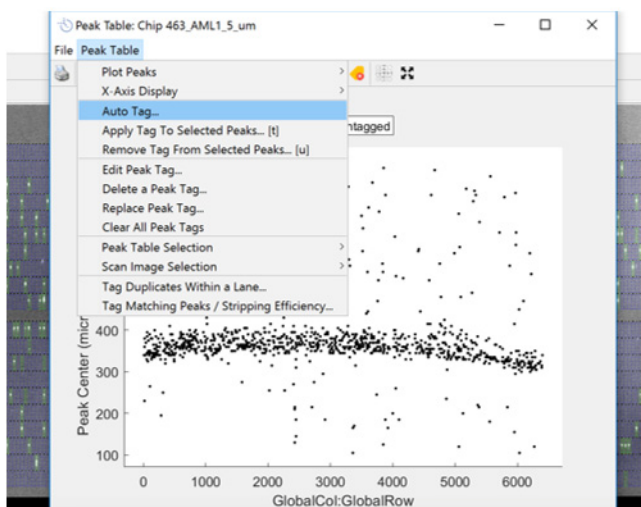 Peak Table: Chip 463_AML1_5_um
File Peak Table
Plot Peaks
X-Axis Display
Auto Tag...
Apply Tag To Selected Peaks... [t]
ntagged
Remove Tag From Selected Peaks... [u]
Edit Peak Tag...
Delete a Peak Tag...
Replace Peak Tag...
Clear All Peak Tags
Peak Table Selection
Scan Image Selection
Tag Duplicates Within a Lane...
Tag Matching Peaks / Stripping Efficiency...
Peak Center (micr
400
300
200
100
0 1000 2000 3000 4000 5000 6000
GlobalCol:GlobalRow